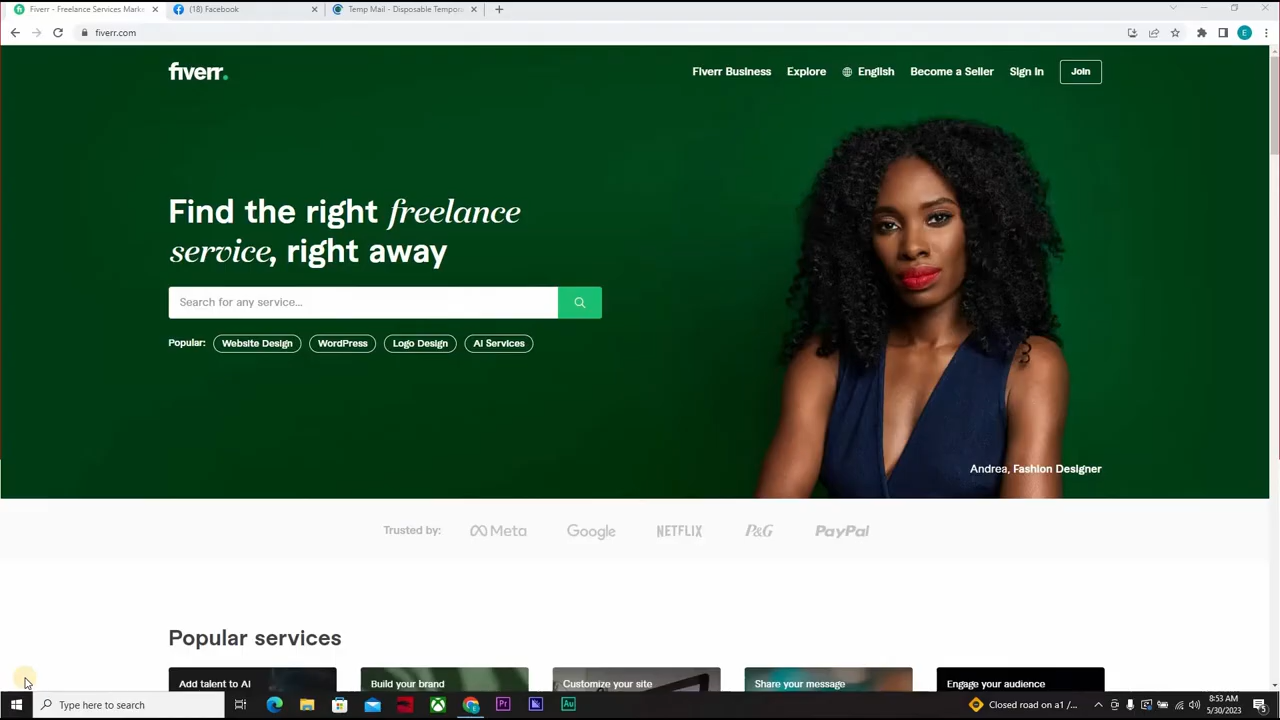 Fiverr - Freelance Services Marke
(18) Facebook
Temp Mail - Disposable Tempora
fiverr.com
E
fiverr.
Fiverr Business
Explore
English
Become a Seller
Sign in
Join
Find the right freelance
service, right away
Search for any service...
Popular:
Website Design
WordPress
Logo Design
AI Services
Andrea, Fashion Designer
Trusted by:
Meta
Google
NETFLIX
P&G
PayPal
Popular services
Add talent to AI
Build your brand
Customize your site
Share your message
Engage your audience
Type here to search
Pr
Au
Closed road on a1 /
8:53 AM
5/30/2023